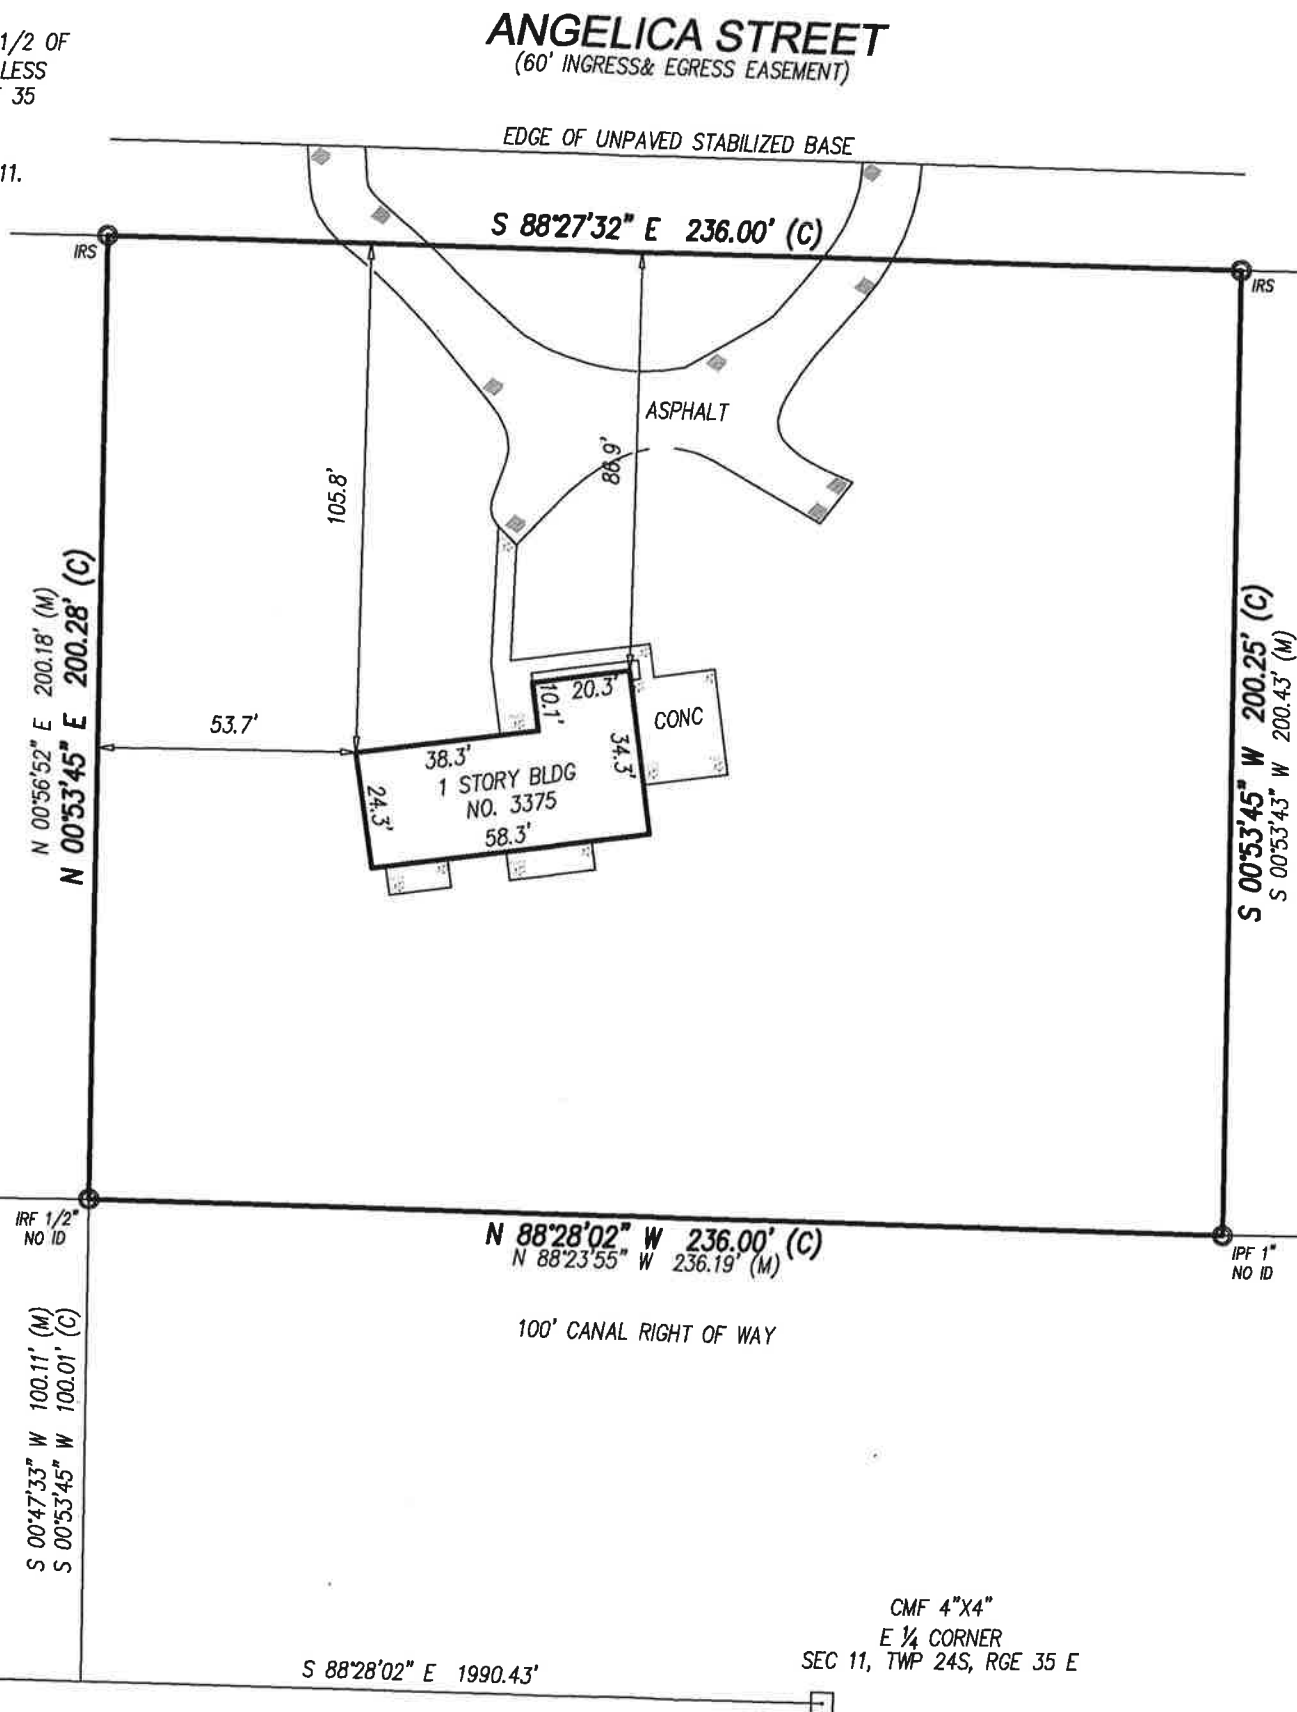 1/2 OF
LESS
35
11.
ANGELICA STREET
(60' INGRESS& EGRESS EASEMENT)
EDGE OF UNPAVED STABILIZED BASE
S 88°27'32" E 236.00' (C)
IRS
IRS
ASPHALT
105.8'
86.9'
N 00°56'52" E 200.18' (M)
N 00°53'45" E 200.28' (C)
53.7'
20.3'
10.1'
CONC
38.3'
34.3'
1 STORY BLDG
NO. 3375
24.3'
58.3'
S 00°53'45" W 200.25' (C)
S 00°53'43" W 200.43' (M)
IRF 1/2"
NO ID
N 88°28'02" W 236.00' (C)
N 88°23'55" W 236.19' (M)
IPF 1"
NO ID
100' CANAL RIGHT OF WAY
S 00°47'33" W 100.11' (M)
S 00°53'45" W 100.01' (C)
CMF 4"X4"
E 1/4 CORNER
SEC 11, TWP 24S, RGE 35 E
S 88°28'02" E 1990.43'